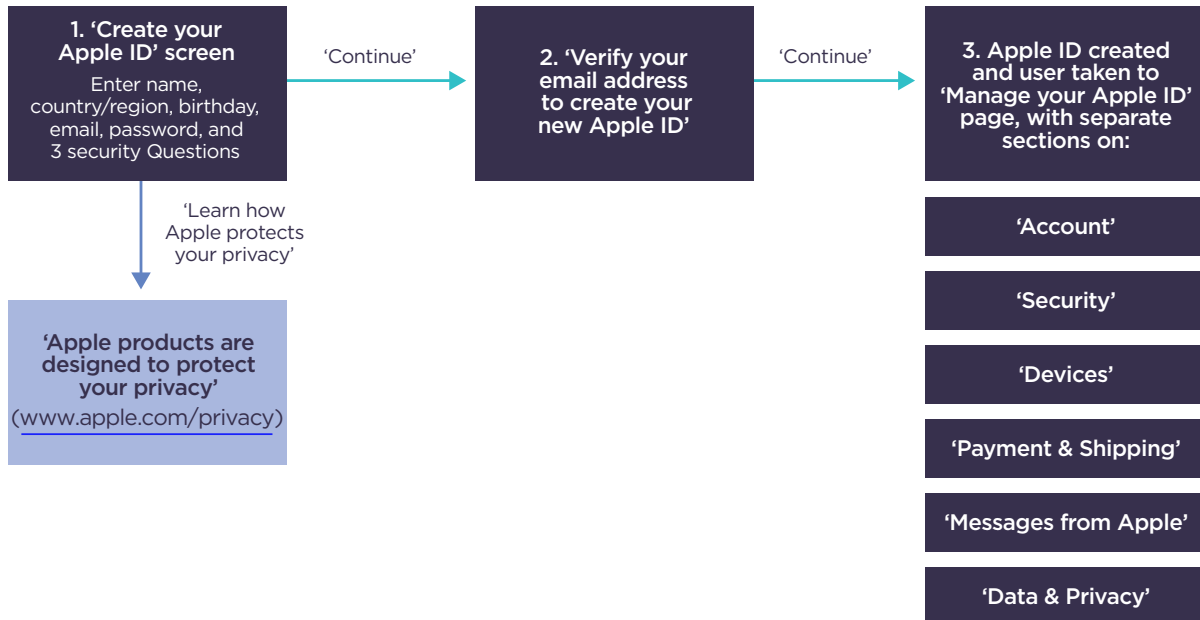 1. ‘Create your
Apple ID’ screen
Enter name,
country/region, birthday,
email, password, and
3 security Questions
‘Continue’
2. ‘Verify your
email address
to create your
new Apple ID’
‘Continue’
3. Apple ID created
and user taken to
‘Manage your Apple ID’
page, with separate
sections on:
‘Learn how
Apple protects
your privacy’
‘Apple products are
designed to protect
your privacy’
(www.apple.com/privacy)
‘Account’
‘Security’
‘Devices’
‘Payment & Shipping’
‘Messages from Apple’
‘Data & Privacy’